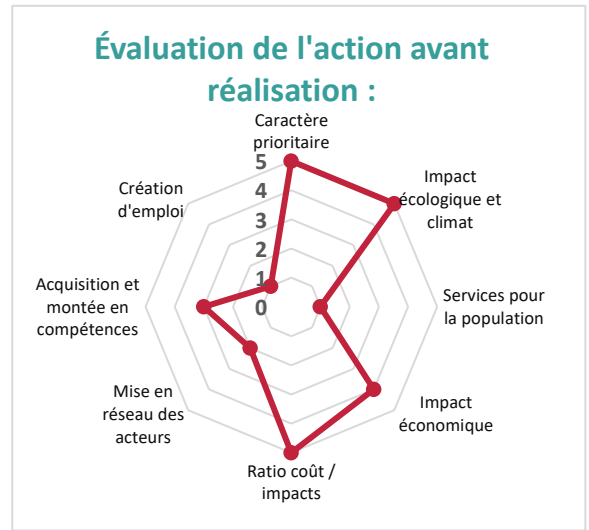 Évaluation de l'action avant
réalisation :
Caractère
prioritaire
Impact
écologique et
climat
Services pour
la population
Impact
économique
Ratio coût /
impacts
Mise en
réseau des
acteurs
Acquisition et
montée en
compétences
Création
d'emploi
5
4
3
2
1
0